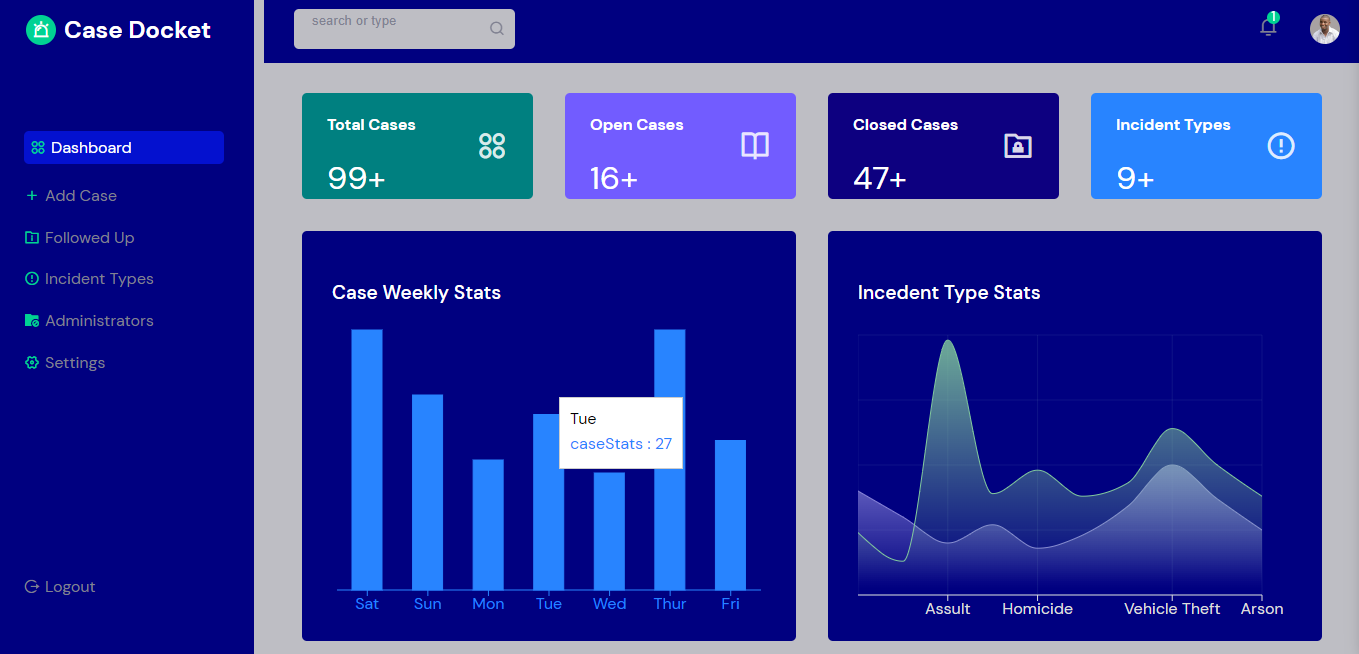 Case Docket
search or type
1
Dashboard
Add Case
Followed Up
Incident Types
Administrators
Settings
Logout
Total Cases
99+
Open Cases
16+
Closed Cases
47+
Incident Types
9+
Case Weekly Stats
Tue
caseStats : 27
Sat Sun Mon Tue Wed Thur Fri
Incedent Type Stats
Assult Homicide Vehicle Theft Arson